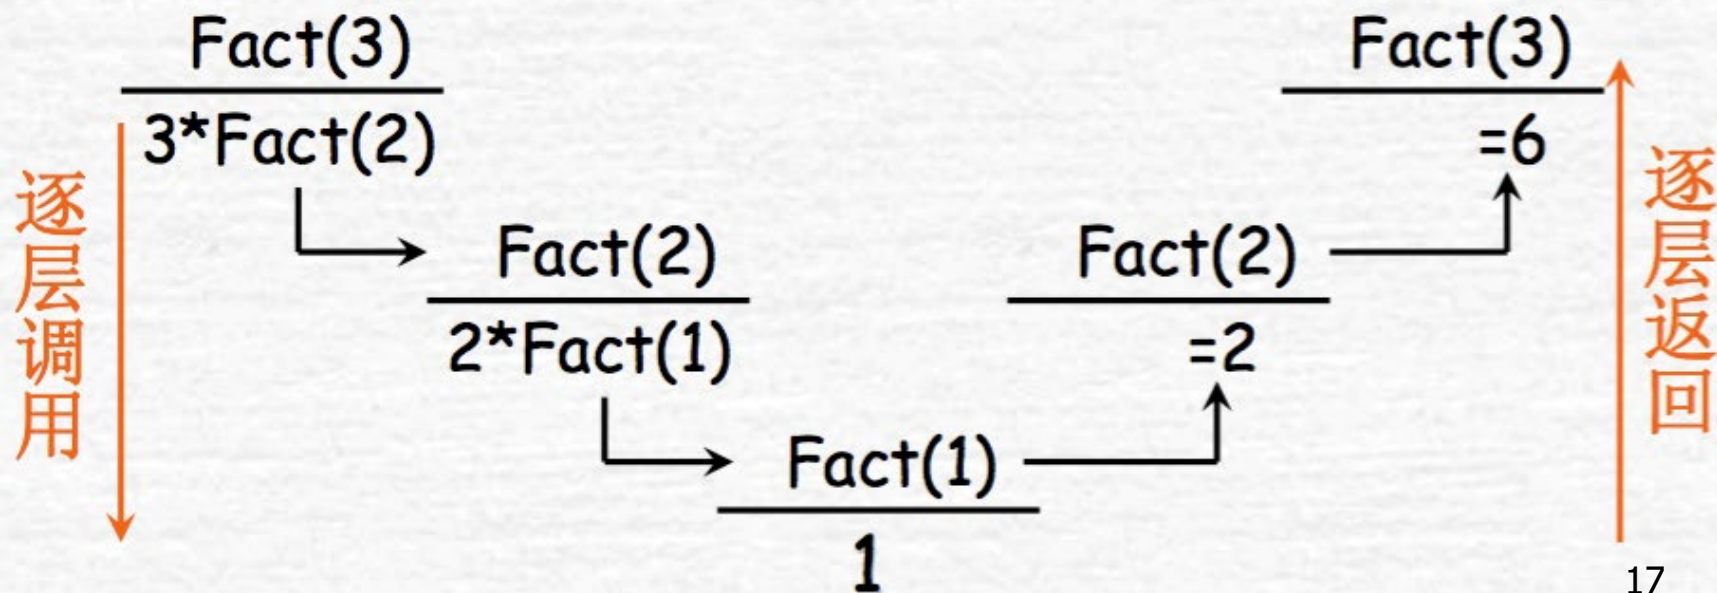 Fact(3)
3*Fact(2)
逐层调用
Fact(2)
2*Fact(1)
Fact(1)
1
Fact(2)
=2
Fact(3)
=6
逐层返回
17